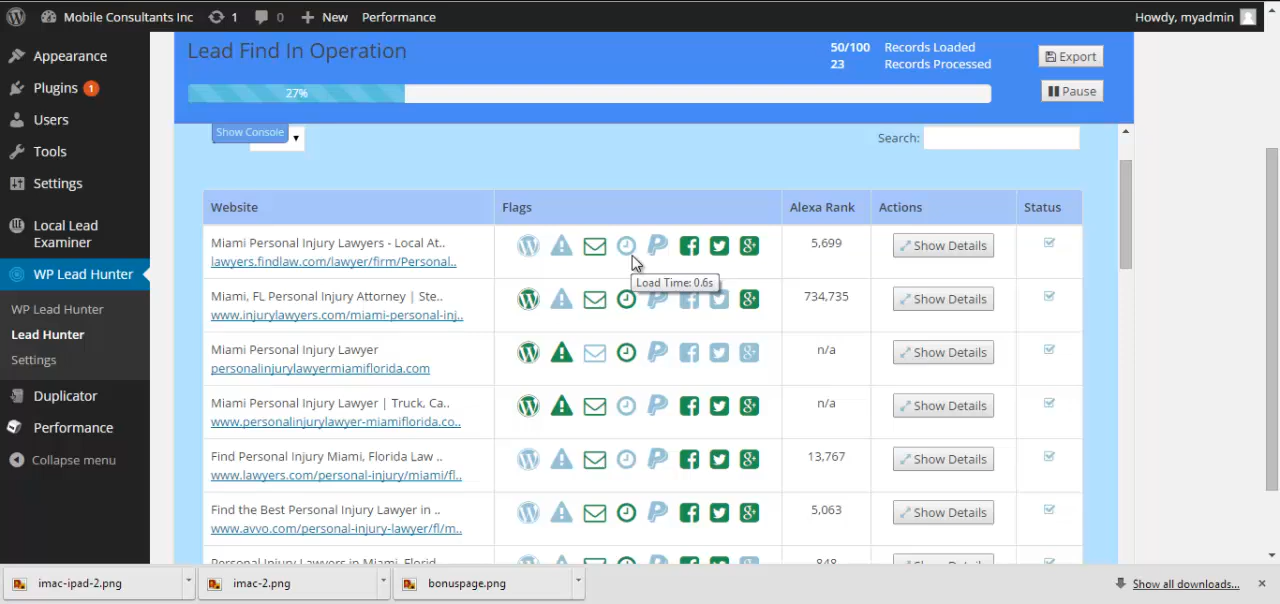 Mobile Consultants Inc 1 0 New Performance Howdy, myadmin
Appearance
Plugins 1
Users
Tools
Settings
Local Lead
Examiner
WP Lead Hunter
WP Lead Hunter
Lead Hunter
Settings
Duplicator
Performance
Collapse menu
Lead Find In Operation
50/100 Records Loaded
23 Records Processed
Export
Pause
27%
Show Console
Search:
Website Flags Alexa Rank Actions Status
Miami Personal Injury Lawyers - Local At..
lawyers.findlaw.com/lawyer/firm/Personal..
5,699 Show Details
Load Time: 0.6s
Miami, FL Personal Injury Attorney | Ste..
www.injurylawyers.com/miami-personal-inj..
734,735 Show Details
Miami Personal Injury Lawyer
personalinjurylawyermiamiflorida.com
n/a Show Details
Miami Personal Injury Lawyer | Truck, Ca..
www.personalinjurylawyer-miamiflorida.co..
n/a Show Details
Find Personal Injury Miami, Florida Law ..
www.lawyers.com/personal-injury/miami/fl..
13,767 Show Details
Find the Best Personal Injury Lawyer in ..
www.avvo.com/personal-injury-lawyer/fl/m..
5,063 Show Details
Personal Injury Lawyers in Miami, Florid..
848 Show Details
imac-ipad-2.png
imac-2.png
bonuspage.png
Show all downloads...